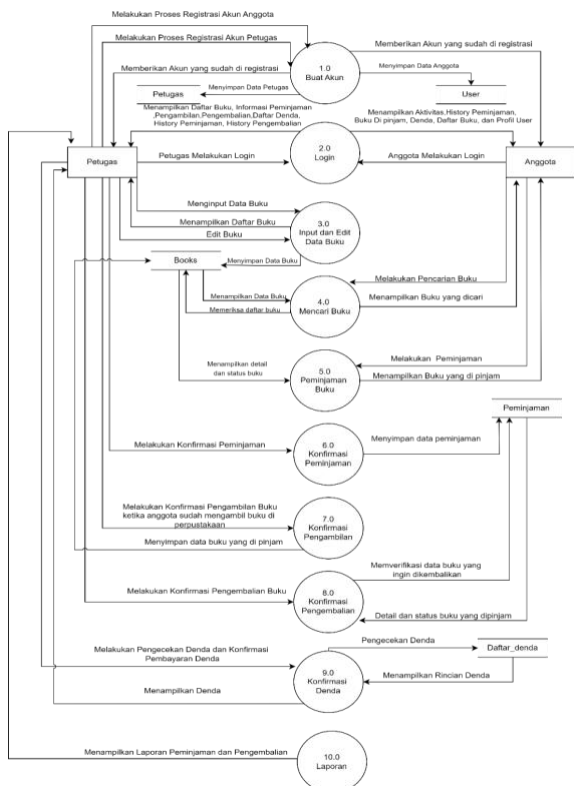 Melakukan Proses Registrasi Akun Anggota
Melakukan Proses Registrasi Akun Petugas
Memberikan Akun yang sudah di registrasi
Memberikan Akun yang sudah di registrasi
1.0
Buat Akun
Menyimpan Data Petugas
Menyimpan Data Anggota
Petugas
User
Menampilkan Daftar Buku, Informasi Peminjaman
,Pengambilan,Pengembalian,Daftar Denda,
History Peminjaman, History Pengembalian
Menampilkan Aktivitas,History Peminjaman,
Buku Di pinjam, Denda, Daftar Buku, dan Profil User
2.0
Login
Petugas
Petugas Melakukan Login
Anggota Melakukan Login
Anggota
Menginput Data Buku
Menampilkan Daftar Buku
Edit Buku
3.0
Input dan Edit
Data Buku
Books
Menyimpan Data Buku
Melakukan Pencarian Buku
Menampilkan Data Buku
Memeriksa daftar buku
4.0
Mencari Buku
Menampilkan Buku yang dicari
Menampilkan detail
dan status buku
5.0
Peminjaman
Buku
Melakukan Peminjaman
Menampilkan Buku yang di pinjam
Peminjaman
Melakukan Konfirmasi Peminjaman
6.0
Konfirmasi
Peminjaman
Menyimpan data peminjaman
Melakukan Konfirmasi Pengambilan Buku
ketika anggota sudah mengambil buku di
perpustakaan
7.0
Konfirmasi
Pengambilan
Menyimpan data buku yang di pinjam
Memverifikasi data buku yang
ingin dikembalikan
Melakukan Konfirmasi Pengembalian Buku
8.0
Konfirmasi
Pengembalian
Detail dan status buku yang dipinjam
Pengecekan Denda
Daftar_denda
Melakukan Pengecekan Denda dan Konfirmasi
Pembayaran Denda
9.0
Konfirmasi
Denda
Menampilkan Rincian Denda
Menampilkan Denda
Menampilkan Laporan Peminjaman dan Pengembalian
10.0
Laporan